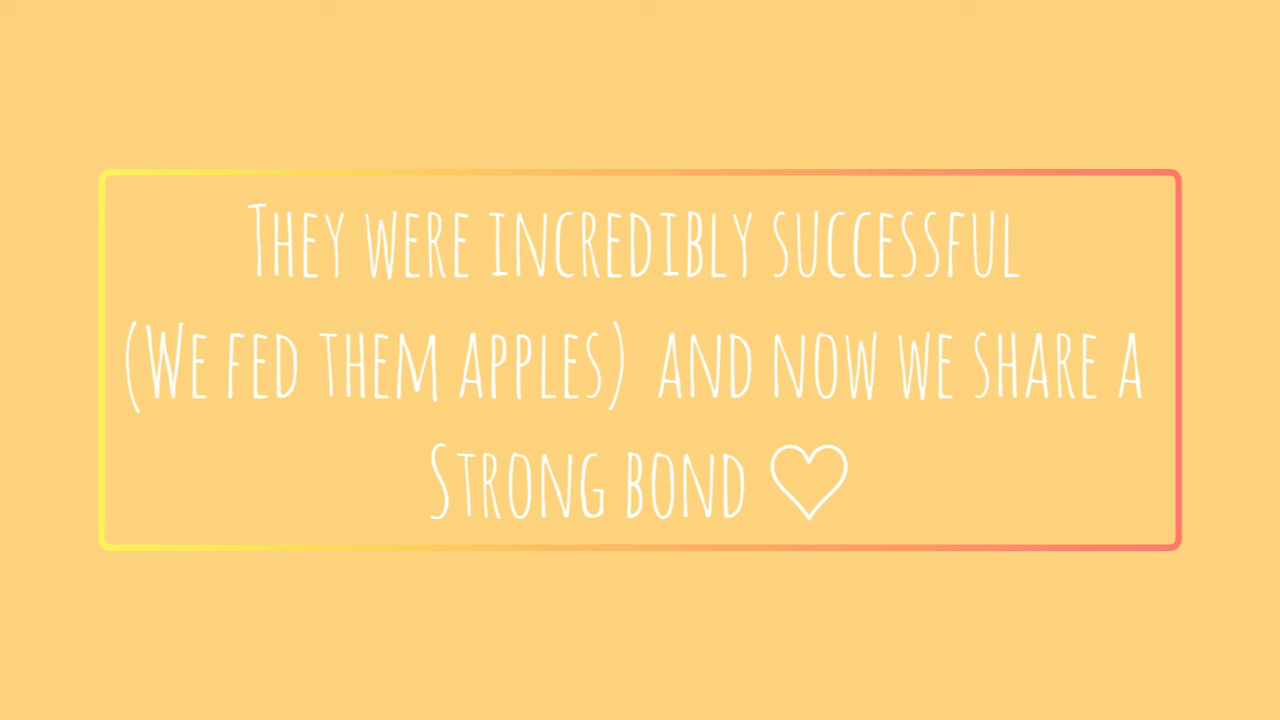 They were incredibly successful
(We fed them apples) and now we share a
Strong bond ♡